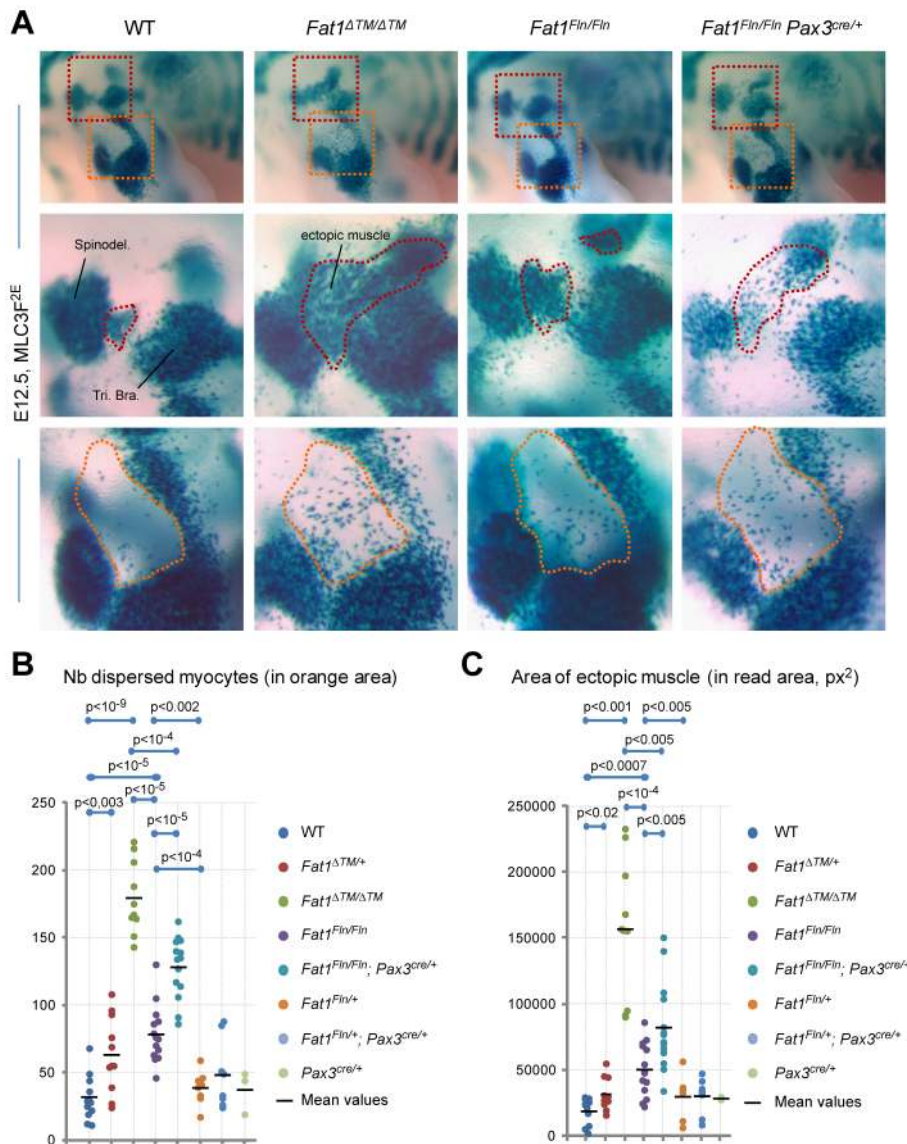 A
WT
Fat1ΔTM/ΔTM
Fat1Fln/Fln
Fat1Fln/Fln Pax3cre/+
E12.5, MLC3F2E
Spinodel.
Tri. Bra.
ectopic muscle
B
Nb dispersed myocytes (in orange area)
p<10-9
p<0.002
p<10-4
p<10-5
p<10-5
p<0,003
p<10-5
p<10-4
250
200
150
100
50
0
WT
Fat1ΔTM/+
Fat1ΔTM/ΔTM
Fat1Fln/Fln
Fat1Fln/Fln; Pax3cre/+
Fat1Fln/+
Fat1Fln/+; Pax3cre/+
Pax3cre/+
Mean values
C
Area of ectopic muscle (in read area, px2)
p<0.001
p<0.005
p<0.005
p<0.0007
p<10-4
p<0.02
p<0.005
250000
200000
150000
100000
50000
0
WT
Fat1ΔTM/+
Fat1ΔTM/ΔTM
Fat1Fln/Fln
Fat1Fln/Fln; Pax3cre/+
Fat1Fln/+
Fat1Fln/+; Pax3cre/+
Pax3cre/+
Mean values